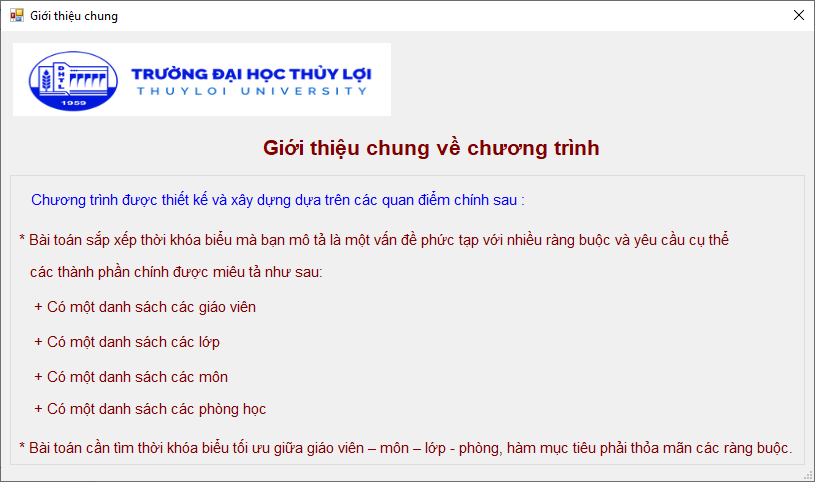 Giới thiệu chung
ĐHTL
1959
TRƯỜNG ĐẠI HỌC THỦY LỢI
THUYLOI UNIVERSITY
Giới thiệu chung về chương trình
Chương trình được thiết kế và xây dựng dựa trên các quan điểm chính sau :
* Bài toán sắp xếp thời khóa biểu mà bạn mô tả là một vấn đề phức tạp với nhiều ràng buộc và yêu cầu cụ thể
các thành phần chính được miêu tả như sau:
+ Có một danh sách các giáo viên
+ Có một danh sách các lớp
+ Có một danh sách các môn
+ Có một danh sách các phòng học
* Bài toán cần tìm thời khóa biểu tối ưu giữa giáo viên – môn – lớp - phòng, hàm mục tiêu phải thỏa mãn các ràng buộc.